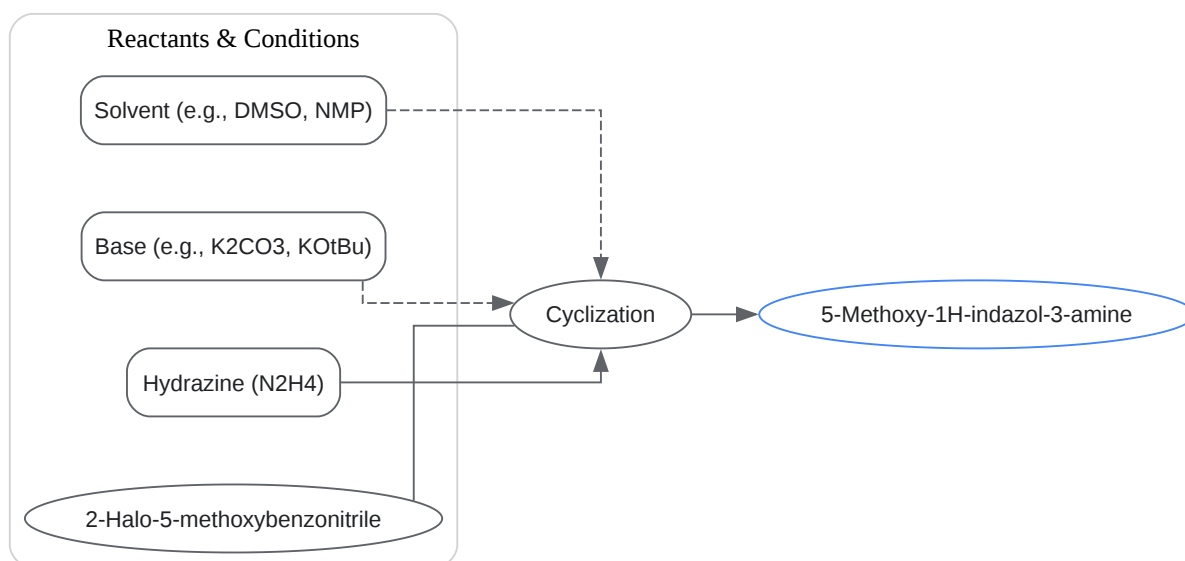 Reactants & Conditions
Solvent (e.g., DMSO, NMP)
Base (e.g., K2CO3, KOtBu)
Cyclization
5-Methoxy-1H-indazol-3-amine
Hydrazine (N2H4)
2-Halo-5-methoxybenzonitrile